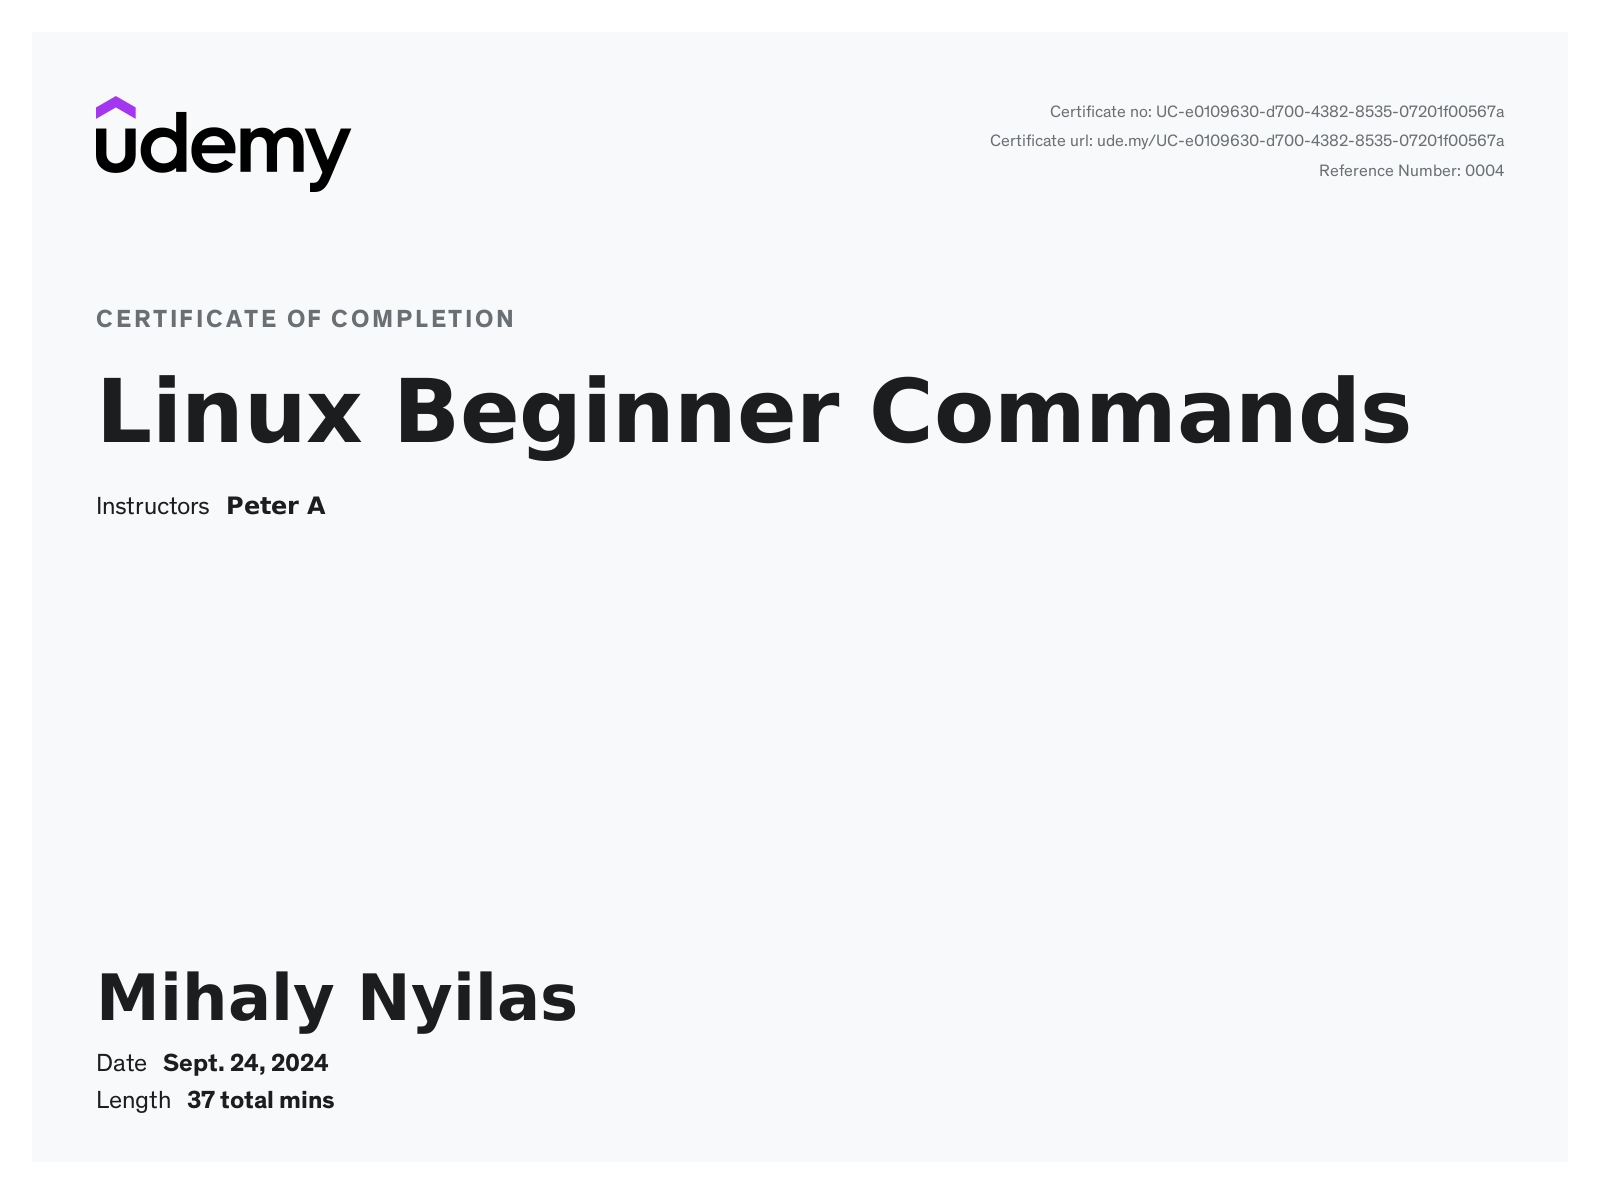 udemy
Certificate no: UC-e0109630-d700-4382-8535-07201f00567a
Certificate url: ude.my/UC-e0109630-d700-4382-8535-07201f00567a
Reference Number: 0004
CERTIFICATE OF COMPLETION
Linux Beginner Commands
Instructors Peter A
Mihaly Nyilas
Date Sept. 24, 2024
Length 37 total mins